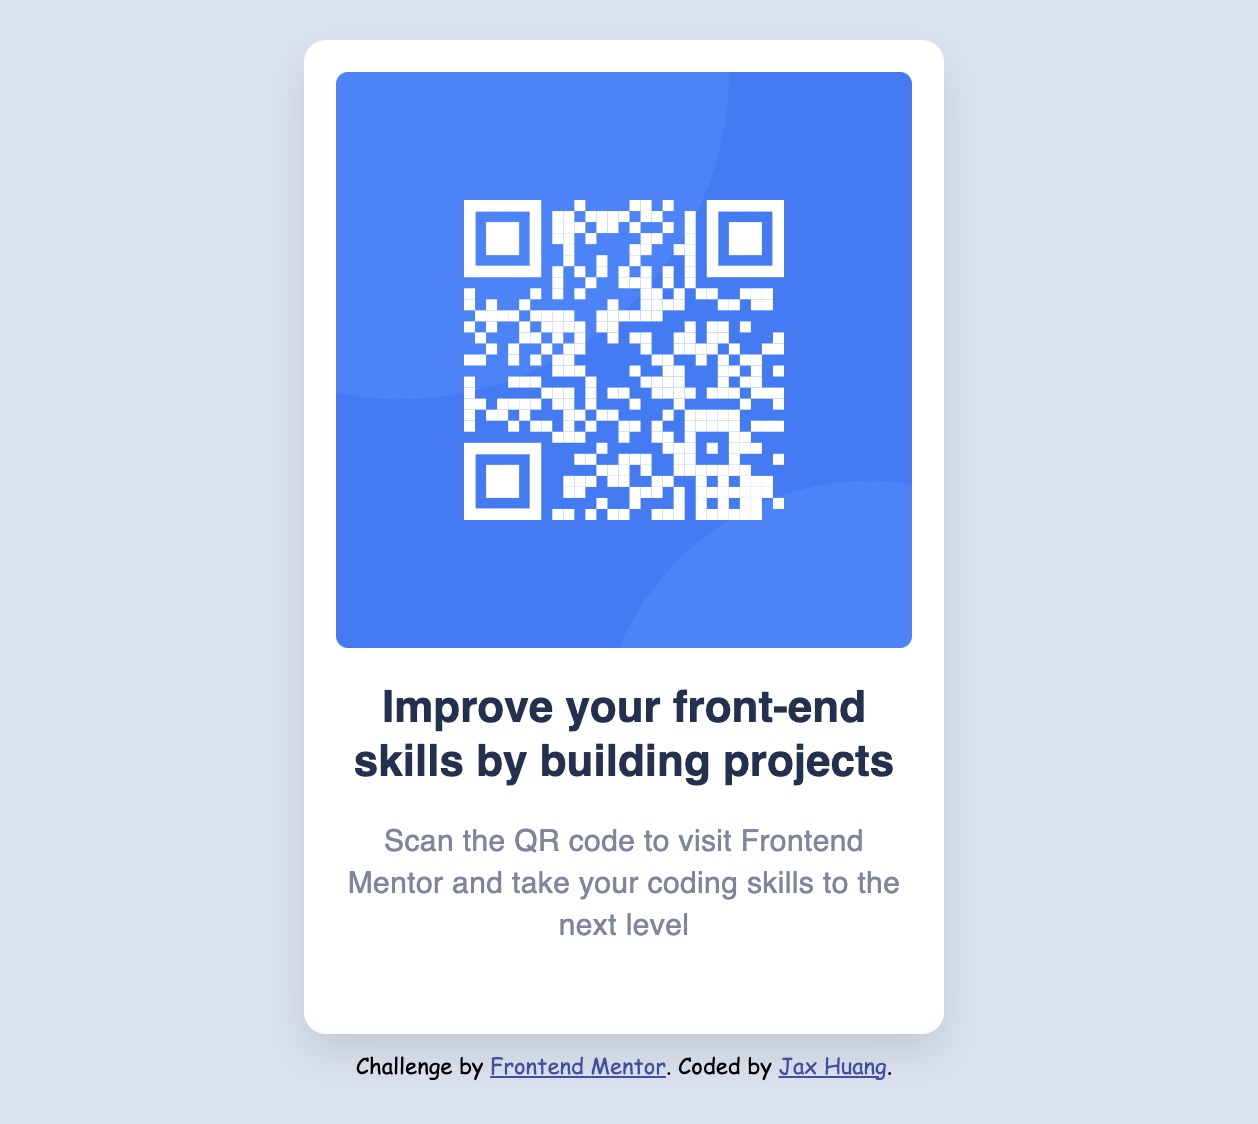 Improve your front-end
skills by building projects
Scan the QR code to visit Frontend
Mentor and take your coding skills to the
next level
Challenge by Frontend Mentor. Coded by Jax Huang.